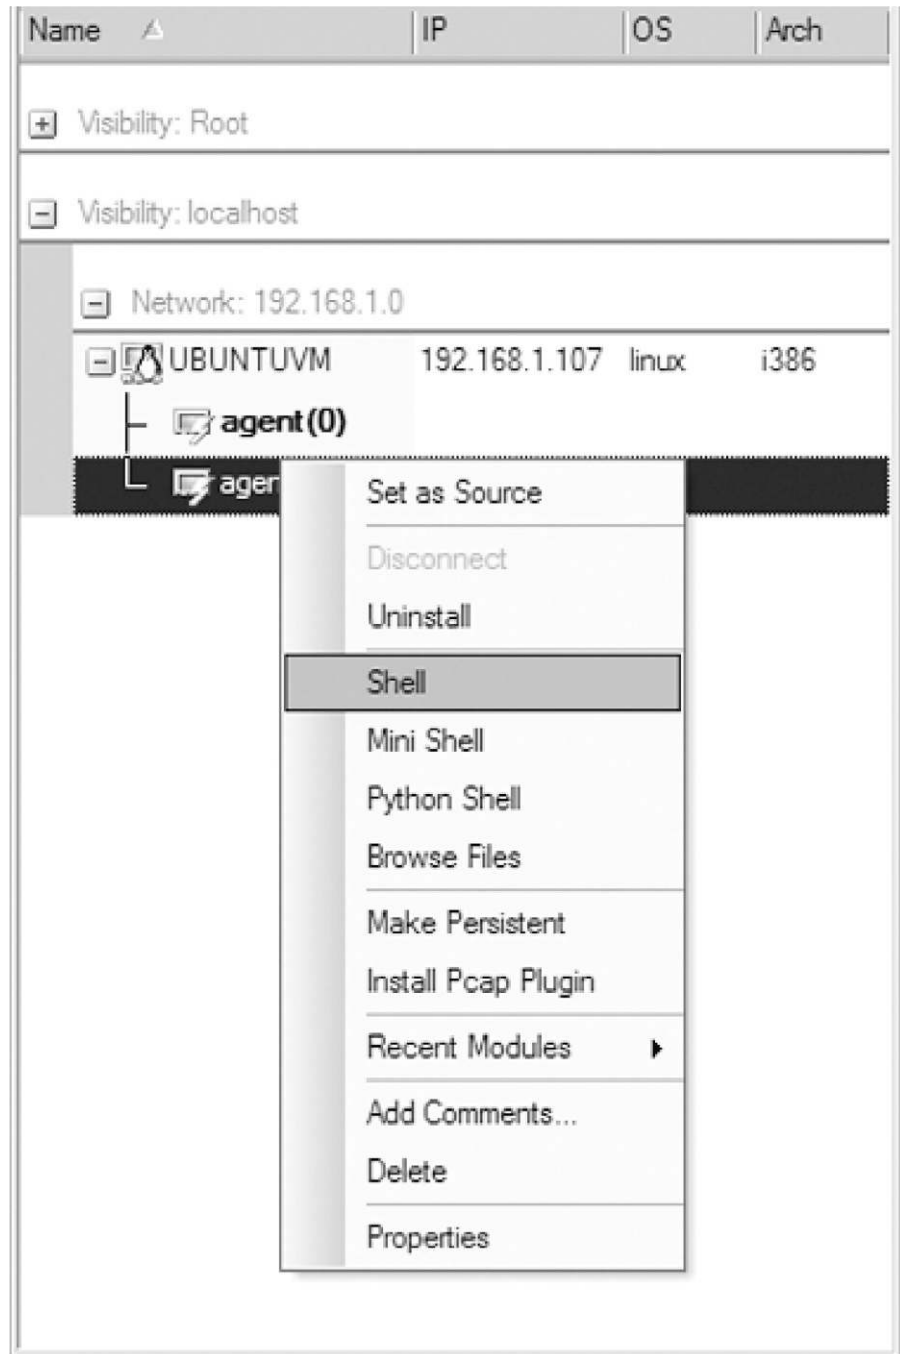 Name IP OS Arch
Visibility: Root
Visibility: localhost
Network: 192.168.1.0
UBUNTUVM 192.168.1.107 linux i386
agent(0)
Set as Source
Disconnect
Uninstall
Shell
Mini Shell
Python Shell
Browse Files
Make Persistent
Install Pcap Plugin
Recent Modules
Add Comments...
Delete
Properties